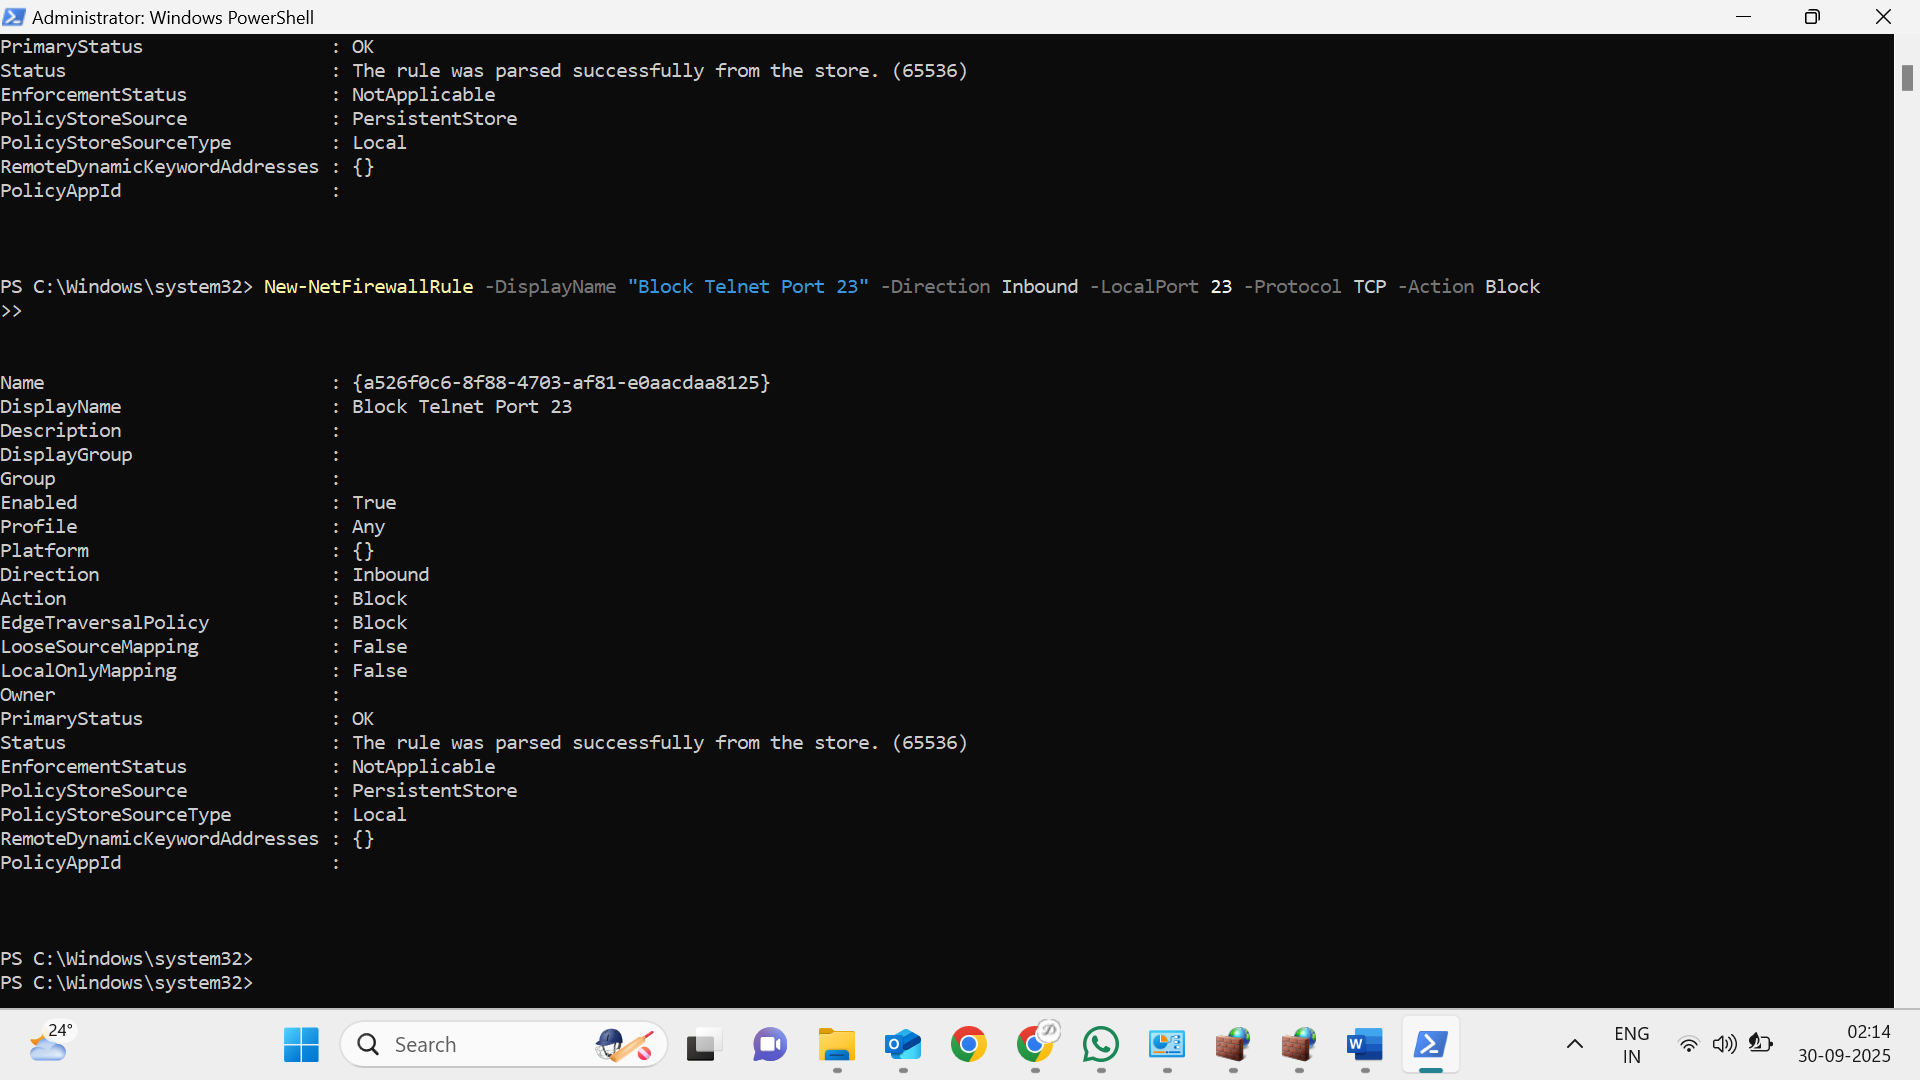 Administrator: Windows PowerShell
PrimaryStatus : OK
Status : The rule was parsed successfully from the store. (65536)
EnforcementStatus : NotApplicable
PolicyStoreSource : PersistentStore
PolicyStoreSourceType : Local
RemoteDynamicKeywordAddresses : {}
PolicyAppId :
PS C:\Windows\system32> New-NetFirewallRule -DisplayName "Block Telnet Port 23" -Direction Inbound -LocalPort 23 -Protocol TCP -Action Block
>>
Name : {a526f0c6-8f88-4703-af81-e0aacdaa8125}
DisplayName : Block Telnet Port 23
Description :
DisplayGroup :
Group :
Enabled : True
Profile : Any
Platform : {}
Direction : Inbound
Action : Block
EdgeTraversalPolicy : Block
LooseSourceMapping : False
LocalOnlyMapping : False
Owner :
PrimaryStatus : OK
Status : The rule was parsed successfully from the store. (65536)
EnforcementStatus : NotApplicable
PolicyStoreSource : PersistentStore
PolicyStoreSourceType : Local
RemoteDynamicKeywordAddresses : {}
PolicyAppId :
PS C:\Windows\system32>
PS C:\Windows\system32>
24°
Search
ENG
IN
02:14
30-09-2025